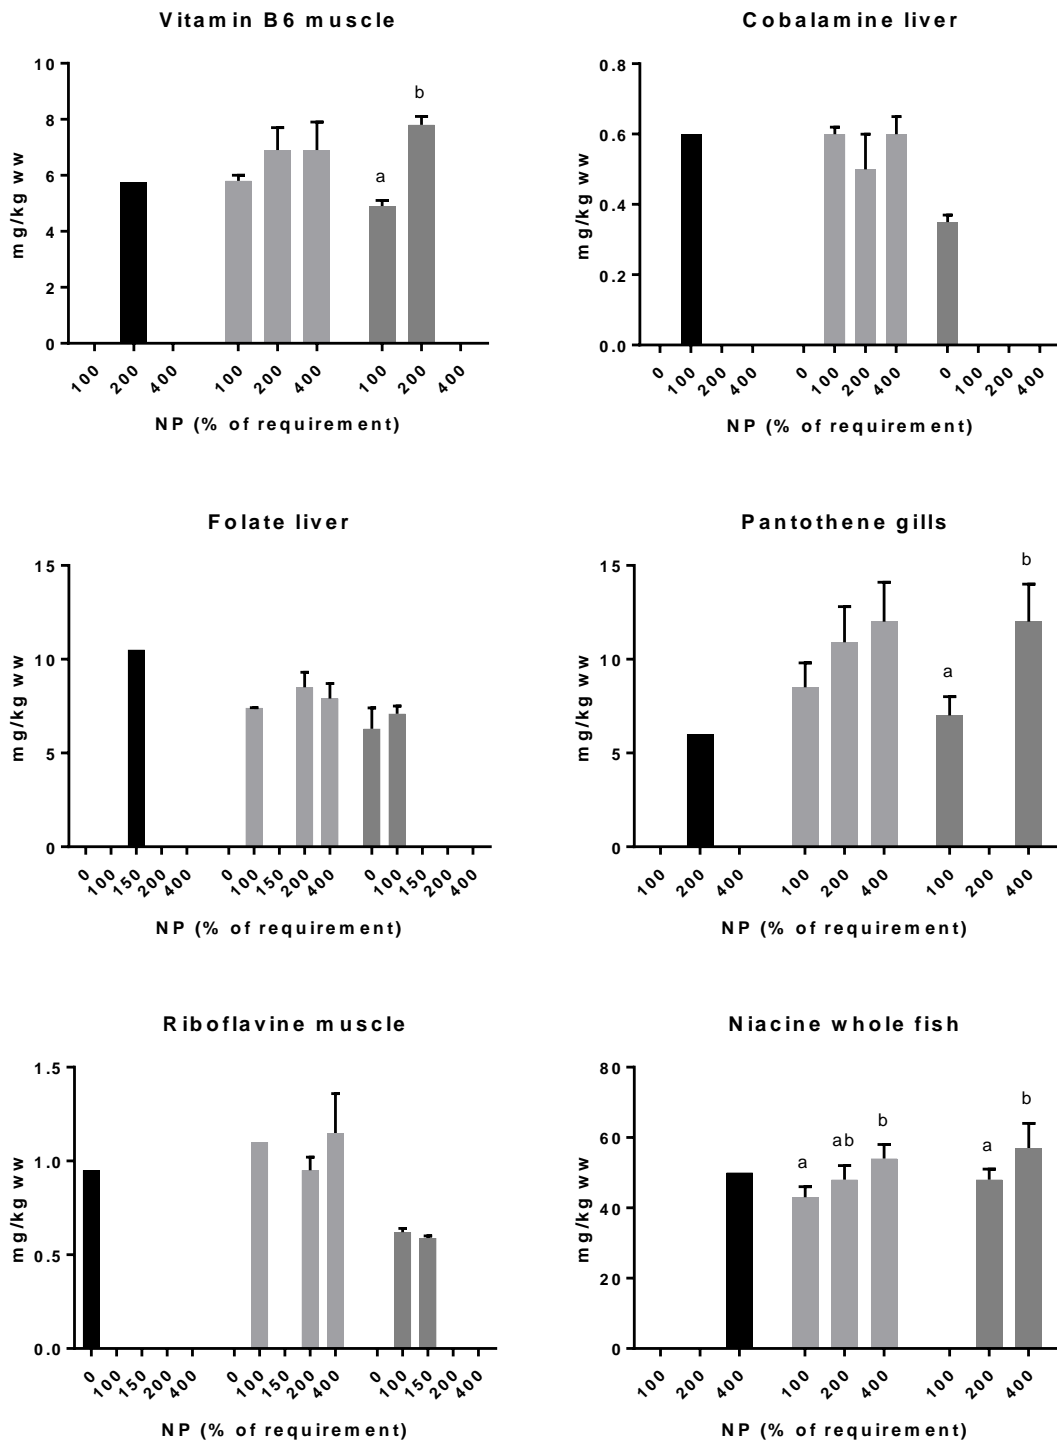 Vitamin B6 muscle
10
8
6
4
2
0
mg/kg ww
a
b
100 200 400 100 200 400 100 200 400
NP (% of requirement)
Cobalamine liver
0.8
0.6
0.4
0.2
0.0
mg/kg ww
0 100 200 400 0 100 200 400 0 100 200 400
NP (% of requirement)
Folate liver
15
10
5
0
mg/kg ww
0 100 150 200 400 0 100 150 200 400 0 100 150 200 400
NP (% of requirement)
Pantothene gills
15
10
5
0
mg/kg ww
a
b
100 200 400 100 200 400 100 200 400
NP (% of requirement)
Riboflavine muscle
1.5
1.0
0.5
0.0
mg/kg ww
0 100 150 200 400 0 100 150 200 400 0 100 150 200 400
NP (% of requirement)
Niacine whole fish
80
60
40
20
0
mg/kg ww
a
ab
b
a
b
100 200 400 100 200 400 100 200 400
NP (% of requirement)